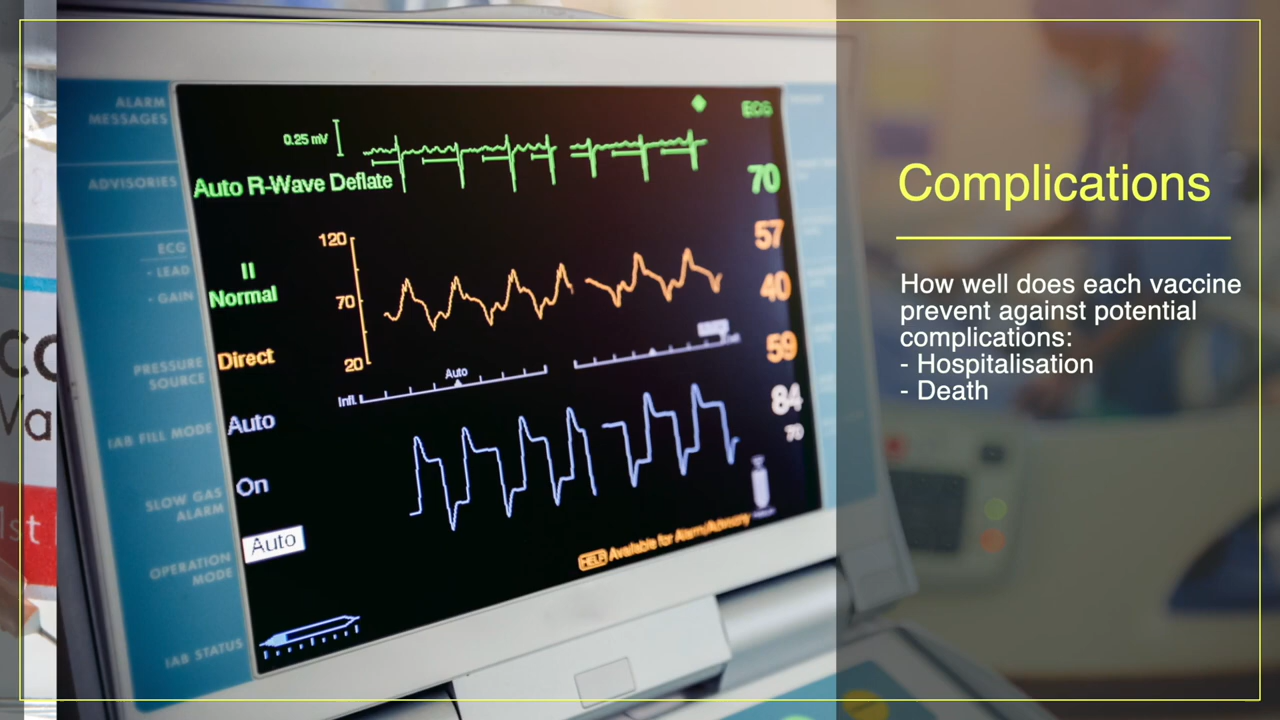 ALARM
MESSAGES
ADVISORIES
ECG
- LEAD
- GAIN
PRESSURE
SOURCE
IAB FILL MODE
SLOW GAS
ALARM
OPERATION
MODE
IAB STATUS
0.25 mV
ECG
Auto R-Wave Deflate
70
120
57
II
Normal
70
40
Direct
20
59
Auto
Infl.
Auto
84
70
On
Auto
HELP Available for Alarm/Advisory
Complications
How well does each vaccine
prevent against potential
complications:
- Hospitalisation
- Death
1st